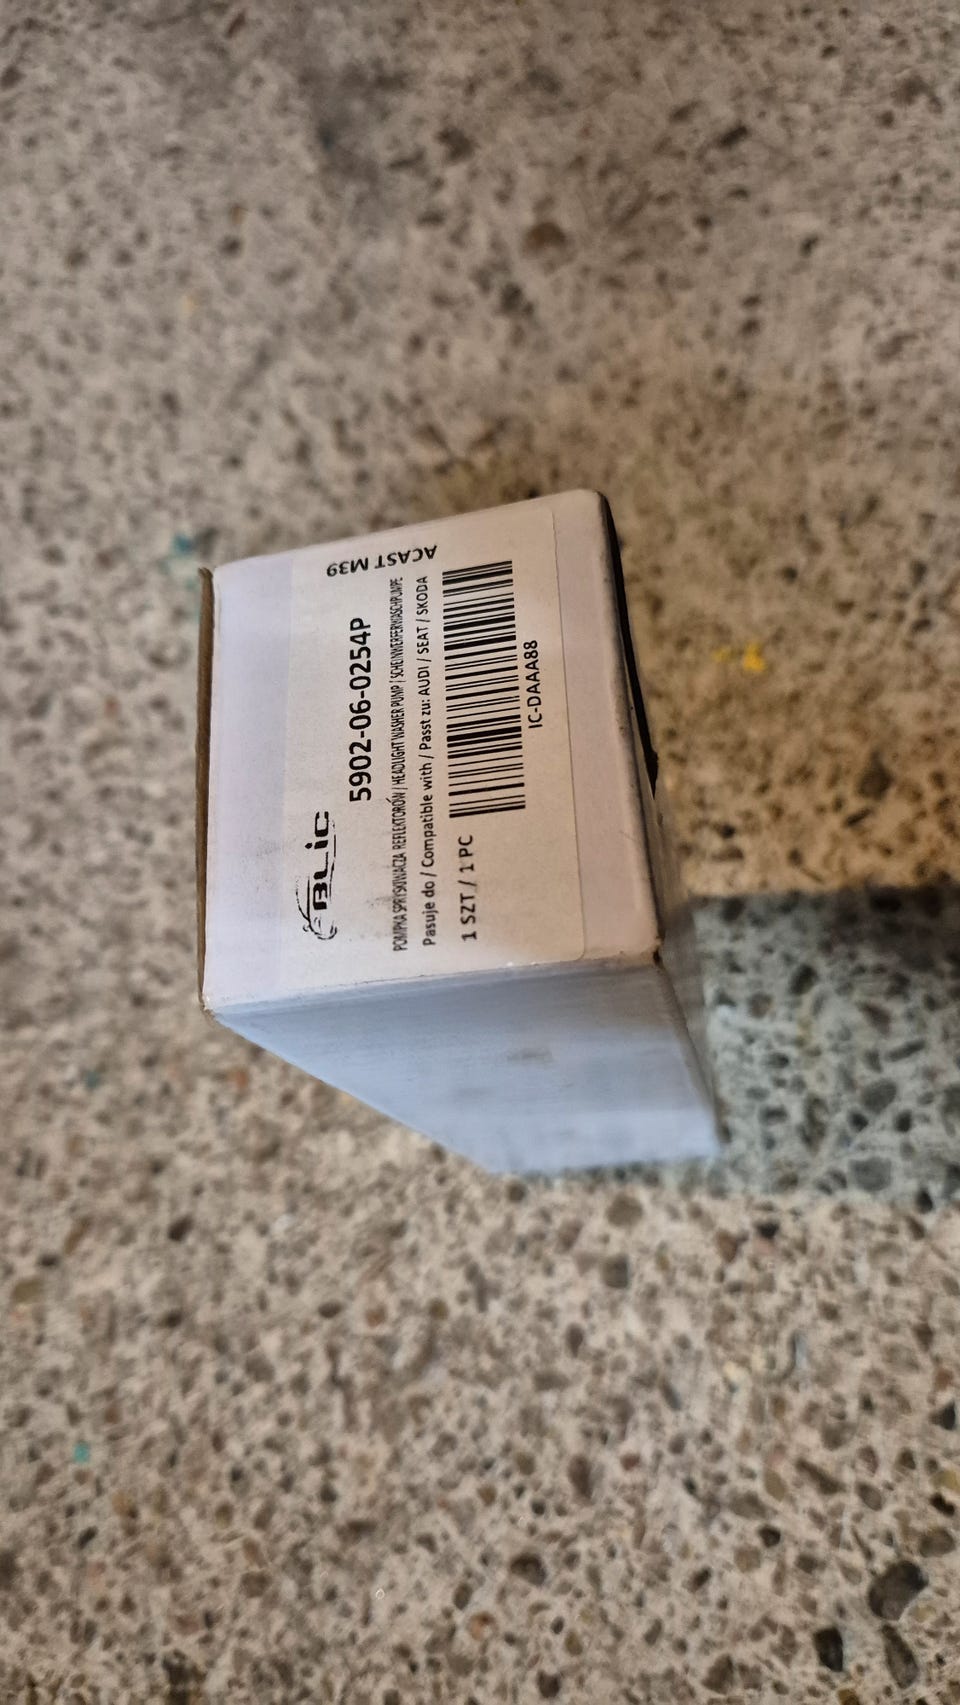 BLiC
5902-06-0254P
POMPKA SPRYSKIWACZA REFLEKTORÓW / HEADLIGHT WASHER PUMP / SCHEINWERFERWASCHPUMPE
Pasuje do / Compatible with / Passt zu: AUDI / SEAT / SKODA
1 SZT / 1 PC
IC-DAAA88
ACAST M39